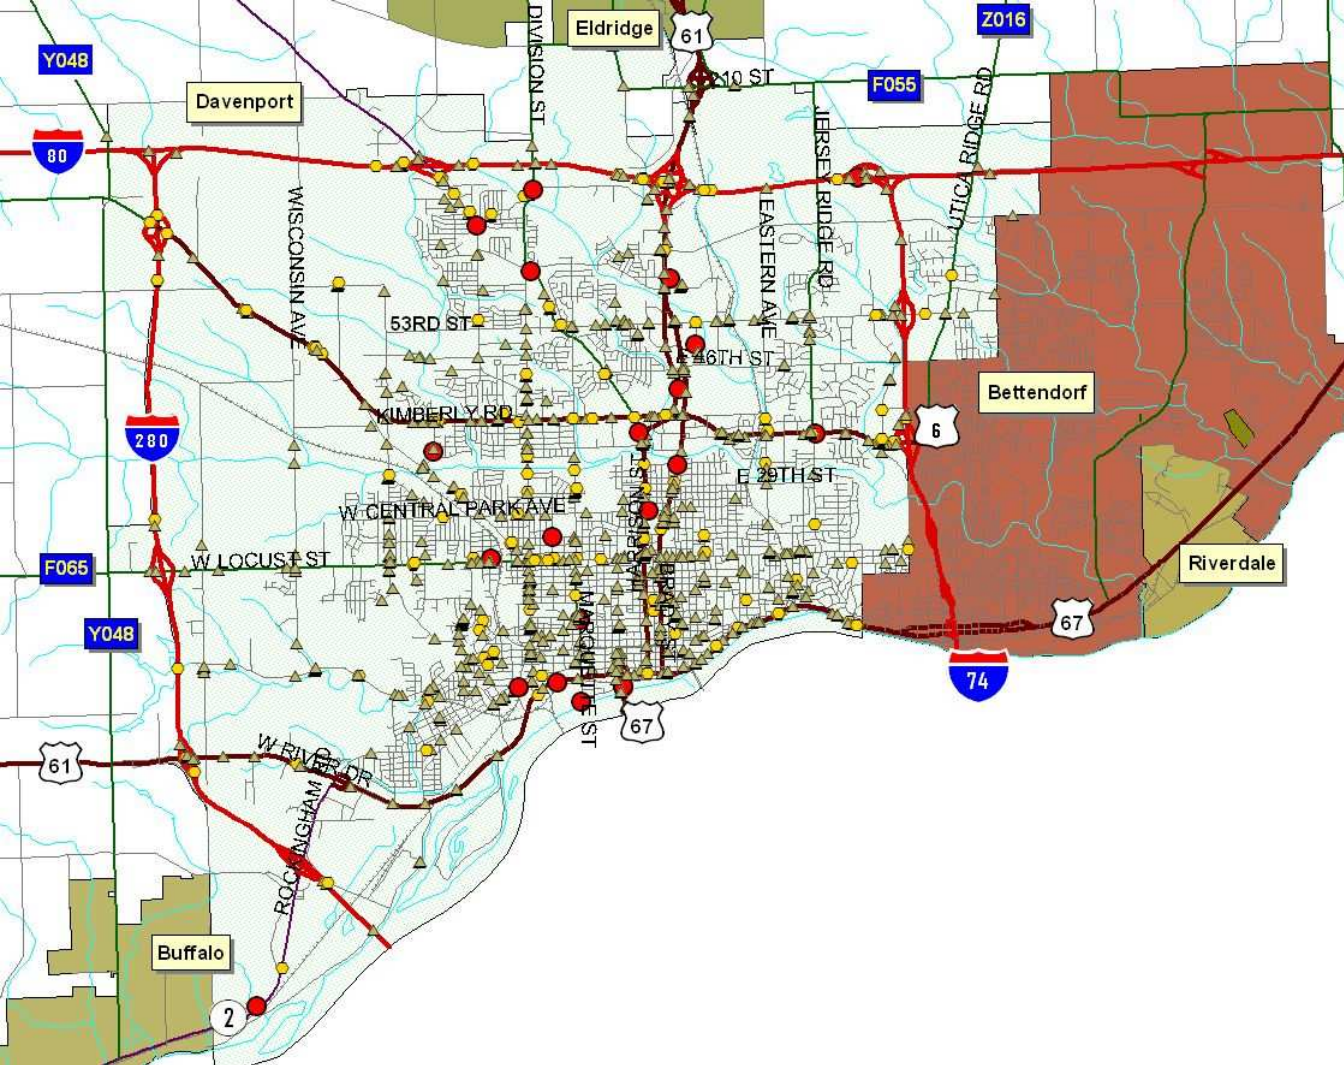 Z016
Eldridge
61
DIVISION ST
Y048
210 ST
F055
Davenport
80
JERSEY RIDGE RD
UTICA RIDGE RD
WISCONSIN AVE
EASTERN AVE
53RD ST
E 46TH ST
Bettendorf
KIMBERLY RD
6
280
E 29TH ST
W CENTRAL PARK AVE
W LOCUST ST
F065
Riverdale
BRADY ST
MARQUETTE ST
67
Y048
74
67
W RIVER DR
61
ROCKINGHAM RD
Buffalo
2